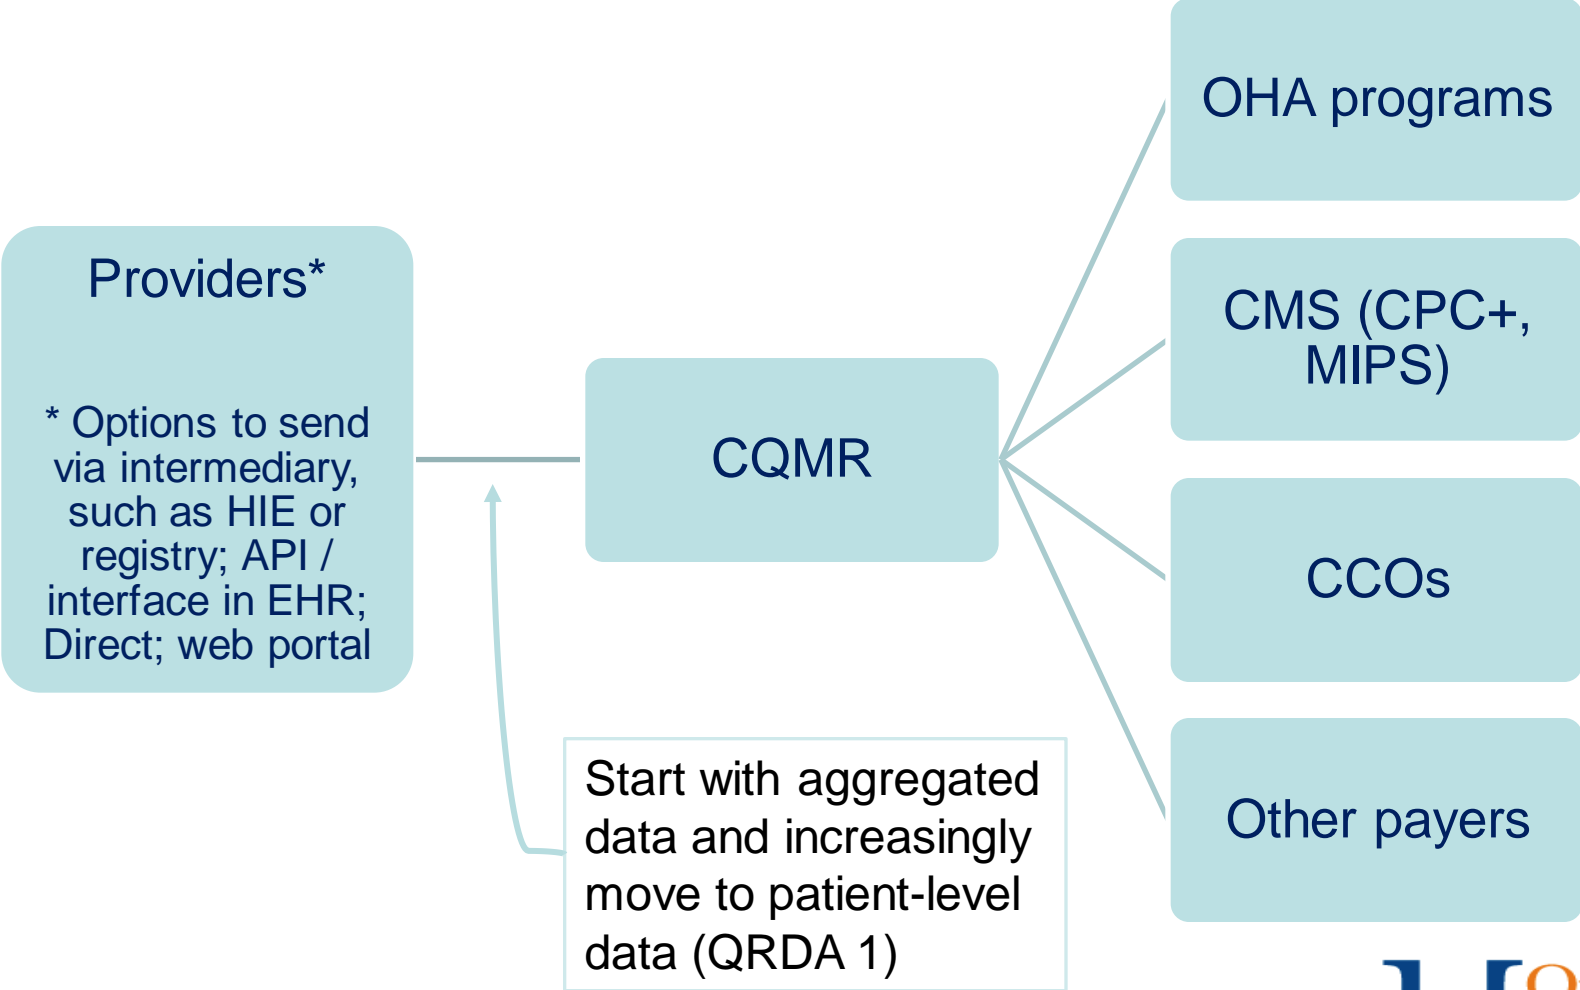 OHA programs
Providers*
* Options to send
via intermediary,
such as HIE or
registry; API /
interface in EHR;
Direct; web portal
CQMR
CMS (CPC+,
MIPS)
CCOs
Other payers
Start with aggregated
data and increasingly
move to patient-level
data (QRDA 1)